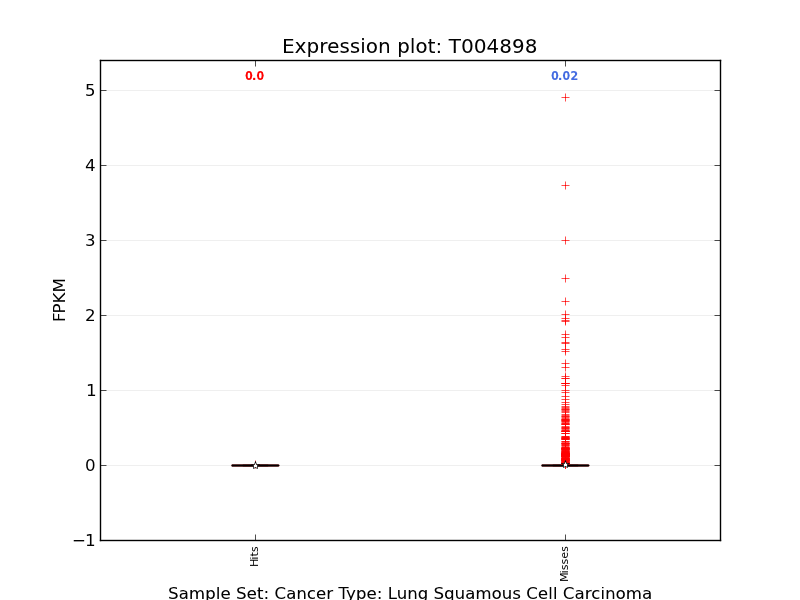 Expression plot: T004898
0.0
0.02
5
4
3
2
1
0
−1
FPKM
Hits
Misses
Sample Set: Cancer Type: Lung Squamous Cell Carcinoma